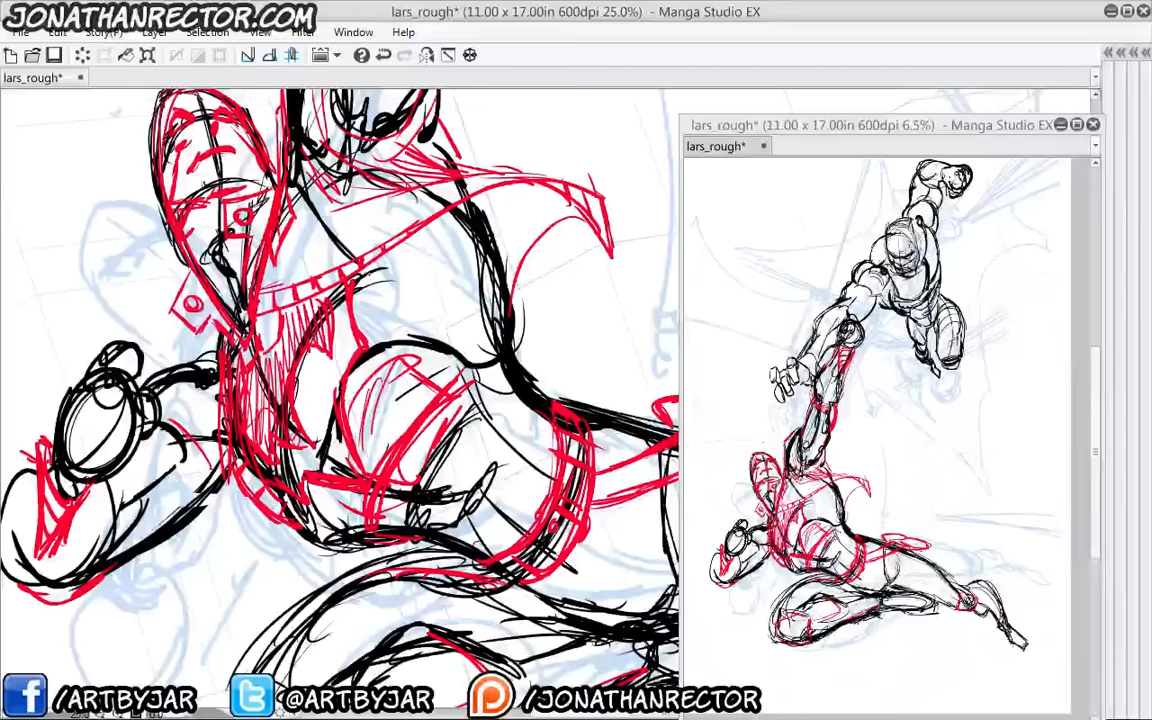 JONATHANRECTOR.COM
lars_rough* (11.00 x 17.00in 600dpi 25.0%) - Manga Studio EX
File Edit Story(P) Layer Selection View Filter Window Help
lars_rough*
lars_rough* (11.00 x 17.00in 600dpi 6.5%) - Manga Studio EX
lars_rough*
/ARTBYJAR
@ARTBYJAR
/JONATHANRECTOR